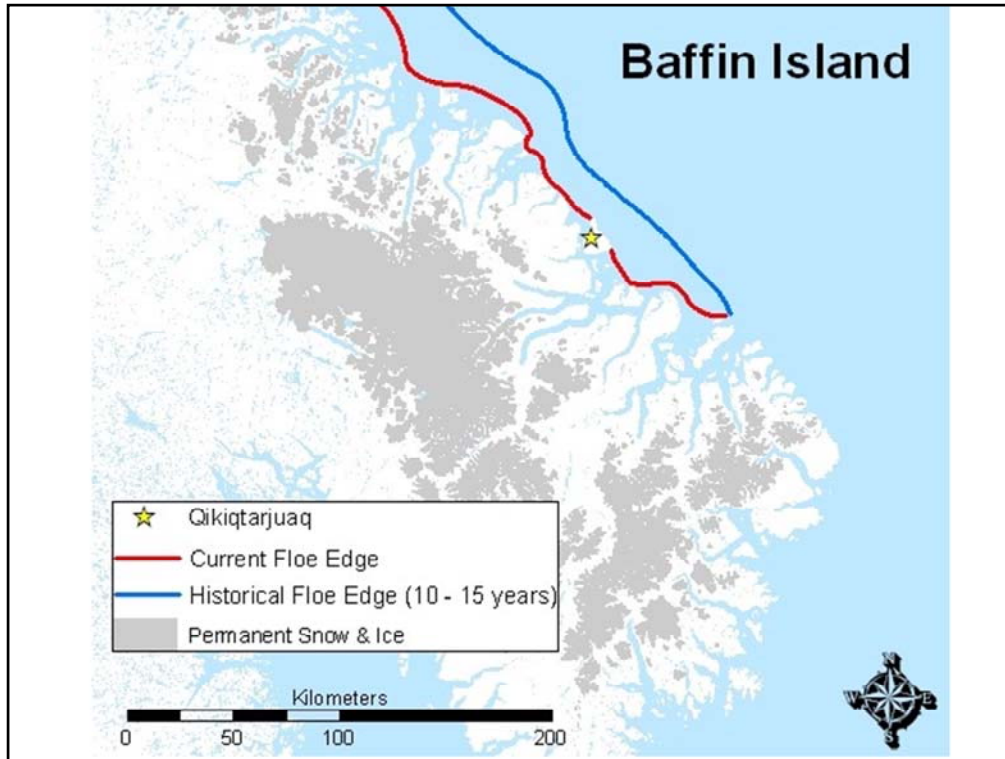 Baffin Island
Qikiqtarjuaq
Current Floe Edge
Historical Floe Edge (10 - 15 years)
Permanent Snow & Ice
Kilometers
0 50 100 200
N
W E
S